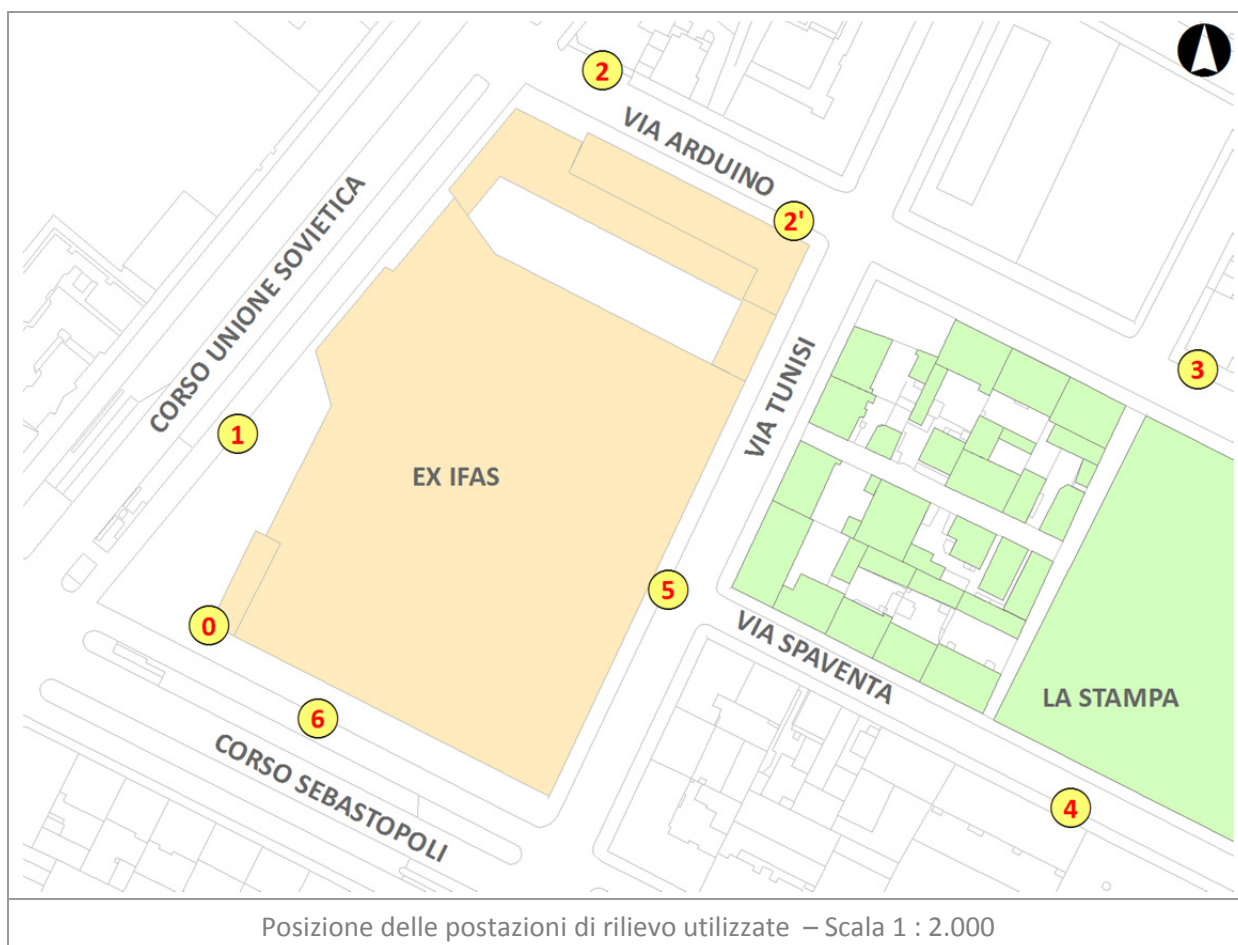 2
VIA ARDUINO
2'
CORSO UNIONE SOVIETICA
VIA TUNISI
3
1
EX IFAS
5
0
VIA SPAVENTA
LA STAMPA
6
CORSO SEBASTOPOLI
4
Posizione delle postazioni di rilievo utilizzate – Scala 1 : 2.000